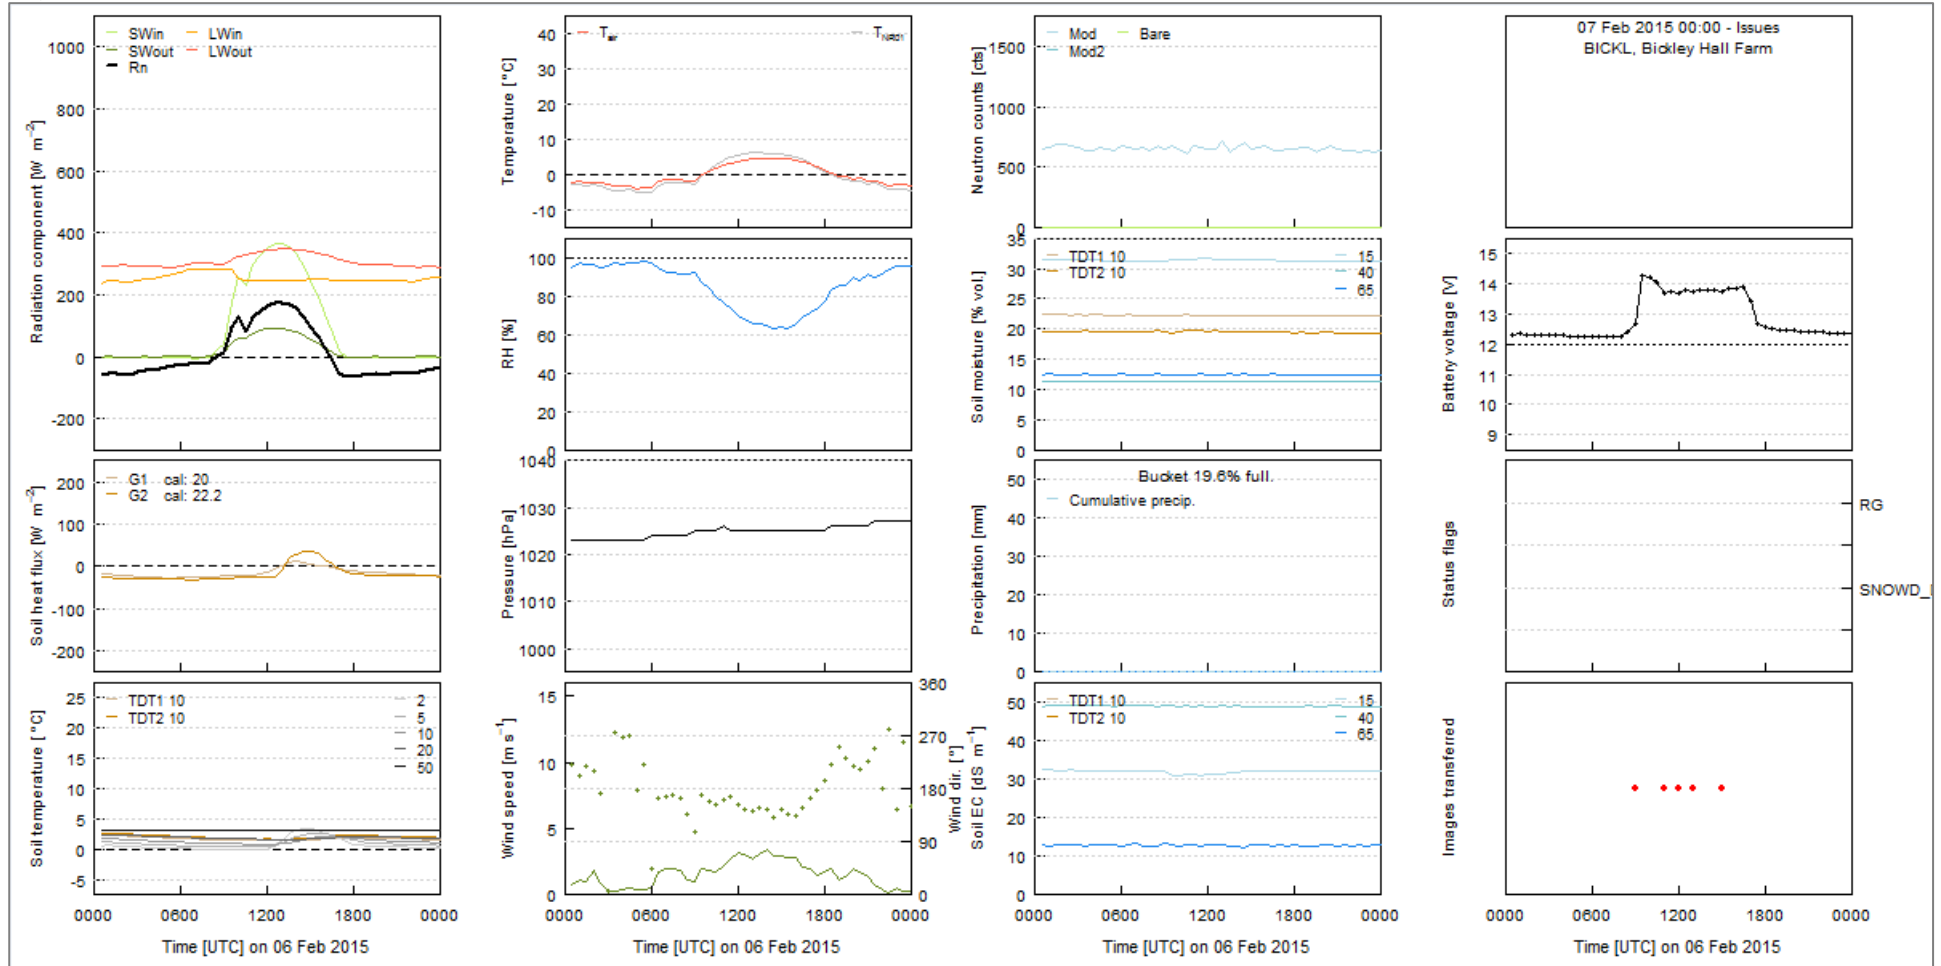 SWin LWin
SWout LWout
Rn
1000
800
600
400
200
0
-200
Radiation component [W m⁻²]
T_air T_NR01
40
30
20
10
0
-10
Temperature [°C]
Mod Bare
Mod2
1500
1000
500
0
Neutron counts [cts]
07 Feb 2015 00:00 - Issues
BICKL, Bickley Hall Farm
100
80
60
40
20
0
RH [%]
TDT1 10 15
TDT2 10 40
65
35
30
25
20
15
10
5
0
Soil moisture [% vol.]
15
14
13
12
11
10
9
Battery voltage [V]
G1 cal: 20
G2 cal: 22.2
200
100
0
-100
-200
Soil heat flux [W m⁻²]
1040
1030
1020
1010
1000
Pressure [hPa]
Bucket 19.6% full.
Cumulative precip.
50
40
30
20
10
0
Precipitation [mm]
Status flags
RG
SNOWD_
TDT1 10 2
TDT2 10 5
10
20
50
25
20
15
10
5
0
-5
Soil temperature [°C]
0000 0600 1200 1800 0000
Time [UTC] on 06 Feb 2015
15
10
5
0
Wind speed [m s⁻¹]
360
270
180
90
0
Wind dir. [°]
0000 0600 1200 1800 0000
Time [UTC] on 06 Feb 2015
TDT1 10 15
TDT2 10 40
65
50
40
30
20
10
0
Soil EC [dS m⁻¹]
0000 0600 1200 1800 0000
Time [UTC] on 06 Feb 2015
Images transferred
0000 0600 1200 1800 0000
Time [UTC] on 06 Feb 2015